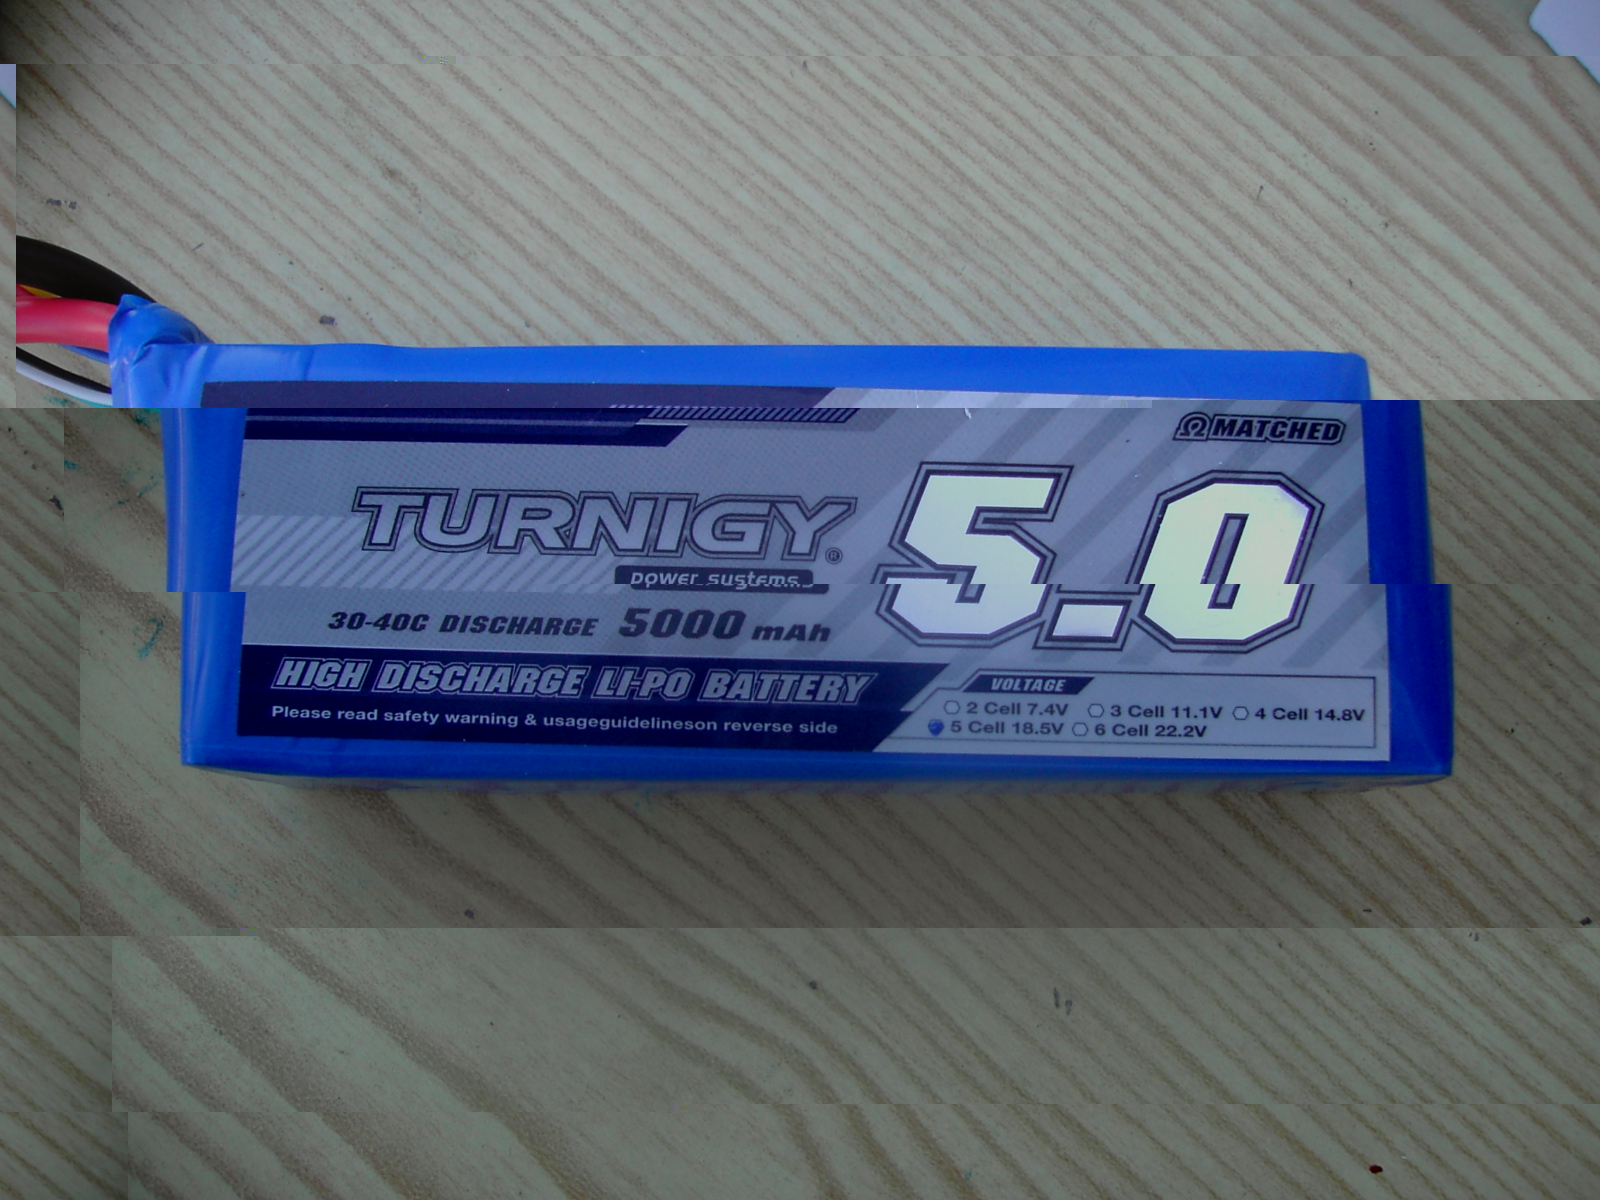 ΩMATCHED
TURNIGY®
power systems
5.0
30-40C DISCHARGE 5000 mAh
HIGH DISCHARGE LI-PO BATTERY
Please read safety warning & usageguidelineson reverse side
VOLTAGE
2 Cell 7.4V 3 Cell 11.1V 4 Cell 14.8V
5 Cell 18.5V 6 Cell 22.2V